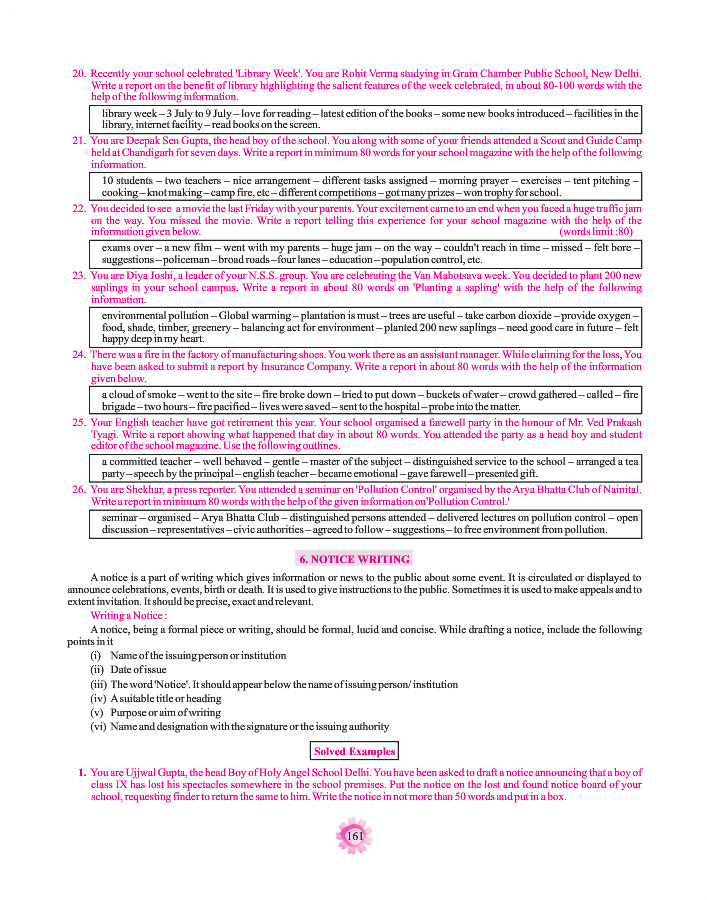 20. Recently your school celebrated 'Library Week'. You are Rohit Verma studying in Grain Chamber Public School, New Delhi.
Write a report on the benefit of library highlighting the salient features of the week celebrated, in about 80-100 words with the
help of the following information.
library week – 3 July to 9 July – love for reading – latest edition of the books – some new books introduced – facilities in the
library, internet facility – read books on the screen.
21. You are Deepak Sen Gupta, the head boy of the school. You along with some of your friends attended a Scout and Guide Camp
held at Chandigarh for seven days. Write a report in minimum 80 words for your school magazine with the help of the following
information.
10 students – two teachers – nice arrangement – different tasks assigned – morning prayer – exercises – tent pitching –
cooking – knot making – camp fire, etc – different competitions – got many prizes – won trophy for school.
22. You decided to see a movie the last Friday with your parents. Your excitement came to an end when you faced a huge traffic jam
on the way. You missed the movie. Write a report telling this experience for your school magazine with the help of the
information given below. (words limit :80)
exams over – a new film – went with my parents – huge jam – on the way – couldn't reach in time – missed – felt bore –
suggestions – policeman – broad roads –four lanes – education – population control, etc.
23. You are Diya Joshi, a leader of your N.S.S. group. You are celebrating the Van Mahotsava week. You decided to plant 200 new
saplings in your school campus. Write a report in about 80 words on 'Planting a sapling' with the help of the following
information.
environmental pollution – Global warming – plantation is must – trees are useful – take carbon dioxide – provide oxygen –
food, shade, timber, greenery – balancing act for environment – planted 200 new saplings – need good care in future – felt
happy deep in my heart.
24. There was a fire in the factory of manufacturing shoes. You work there as an assistant manager. While claiming for the loss, You
have been asked to submit a report by Insurance Company. Write a report in about 80 words with the help of the information
given below.
a cloud of smoke – went to the site – fire broke down – tried to put down – buckets of water – crowd gathered – called – fire
brigade – two hours – fire pacified – lives were saved – sent to the hospital – probe into the matter.
25. Your English teacher have got retirement this year. Your school organised a farewell party in the honour of Mr. Ved Prakash
Tyagi. Write a report showing what happened that day in about 80 words. You attended the party as a head boy and student
editor of the school magazine. Use the following outlines.
a committed teacher – well behaved – gentle – master of the subject – distinguished service to the school – arranged a tea
party – speech by the principal – english teacher – became emotional – gave farewell – presented gift.
26. You are Shekhar, a press reporter. You attended a seminar on 'Pollution Control' organised by the Arya Bhatta Club of Nainital.
Write a report in minimum 80 words with the help of the given information on 'Pollution Control.'
seminar – organised – Arya Bhatta Club – distinguished persons attended – delivered lectures on pollution control – open
discussion – representatives – civic authorities – agreed to follow – suggestions – to free environment from pollution.
6. NOTICE WRITING
A notice is a part of writing which gives information or news to the public about some event. It is circulated or displayed to
announce celebrations, events, birth or death. It is used to give instructions to the public. Sometimes it is used to make appeals and to
extent invitation. It should be precise, exact and relevant.
Writing a Notice :
A notice, being a formal piece or writing, should be formal, lucid and concise. While drafting a notice, include the following
points in it
(i) Name of the issuing person or institution
(ii) Date of issue
(iii) The word 'Notice'. It should appear below the name of issuing person/ institution
(iv) A suitable title or heading
(v) Purpose or aim of writing
(vi) Name and designation with the signature or the issuing authority
Solved Examples
1. You are Ujjwal Gupta, the head Boy of Holy Angel School Delhi. You have been asked to draft a notice announcing that a boy of
class IX has lost his spectacles somewhere in the school premises. Put the notice on the lost and found notice board of your
school, requesting finder to return the same to him. Write the notice in not more than 50 words and put in a box.
161